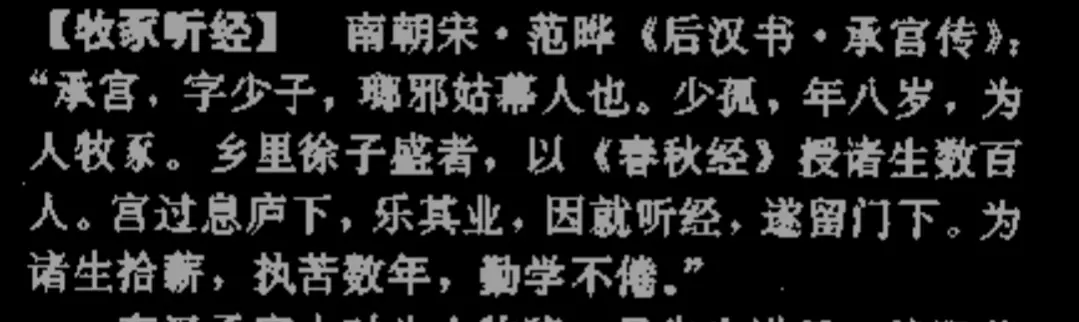 【牧豕听经】 南朝宋·范晔《后汉书·承宫传》：
“承宫，字少子，琅邪姑幕人也。少孤，年八岁，为
人牧豕。乡里徐子盛者，以《春秋经》授诸生数百
人。宫过息庐下，乐其业，因就听经，遂留门下。为
诸生拾薪，执苦数年，勤学不倦。”